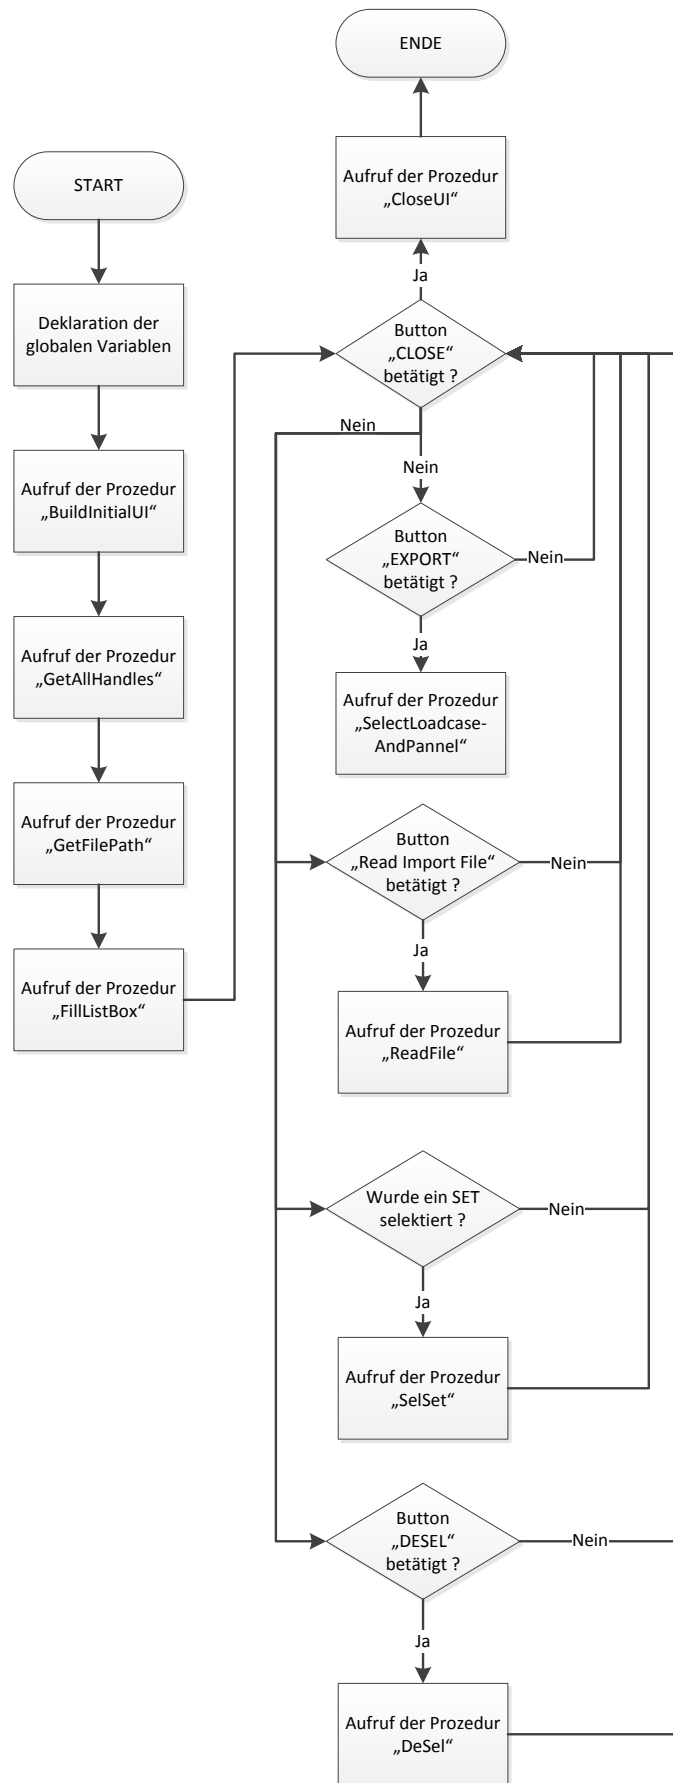 START
Deklaration der
globalen Variablen
Aufruf der Prozedur
„BuildInitialUI“
Aufruf der Prozedur
„GetAllHandles“
Aufruf der Prozedur
„GetFilePath“
Aufruf der Prozedur
„FillListBox“
ENDE
Aufruf der Prozedur
„CloseUI“
Ja
Button
„CLOSE“
betätigt ?
Nein
Nein
Button
„EXPORT“
betätigt ?
Nein
Ja
Aufruf der Prozedur
„SelectLoadcase-
AndPannel“
Button
„Read Import File“
betätigt ?
Nein
Ja
Aufruf der Prozedur
„ReadFile“
Wurde ein SET
selektiert ?
Nein
Ja
Aufruf der Prozedur
„SelSet“
Button
„DESEL“
betätigt ?
Nein
Ja
Aufruf der Prozedur
„DeSel“